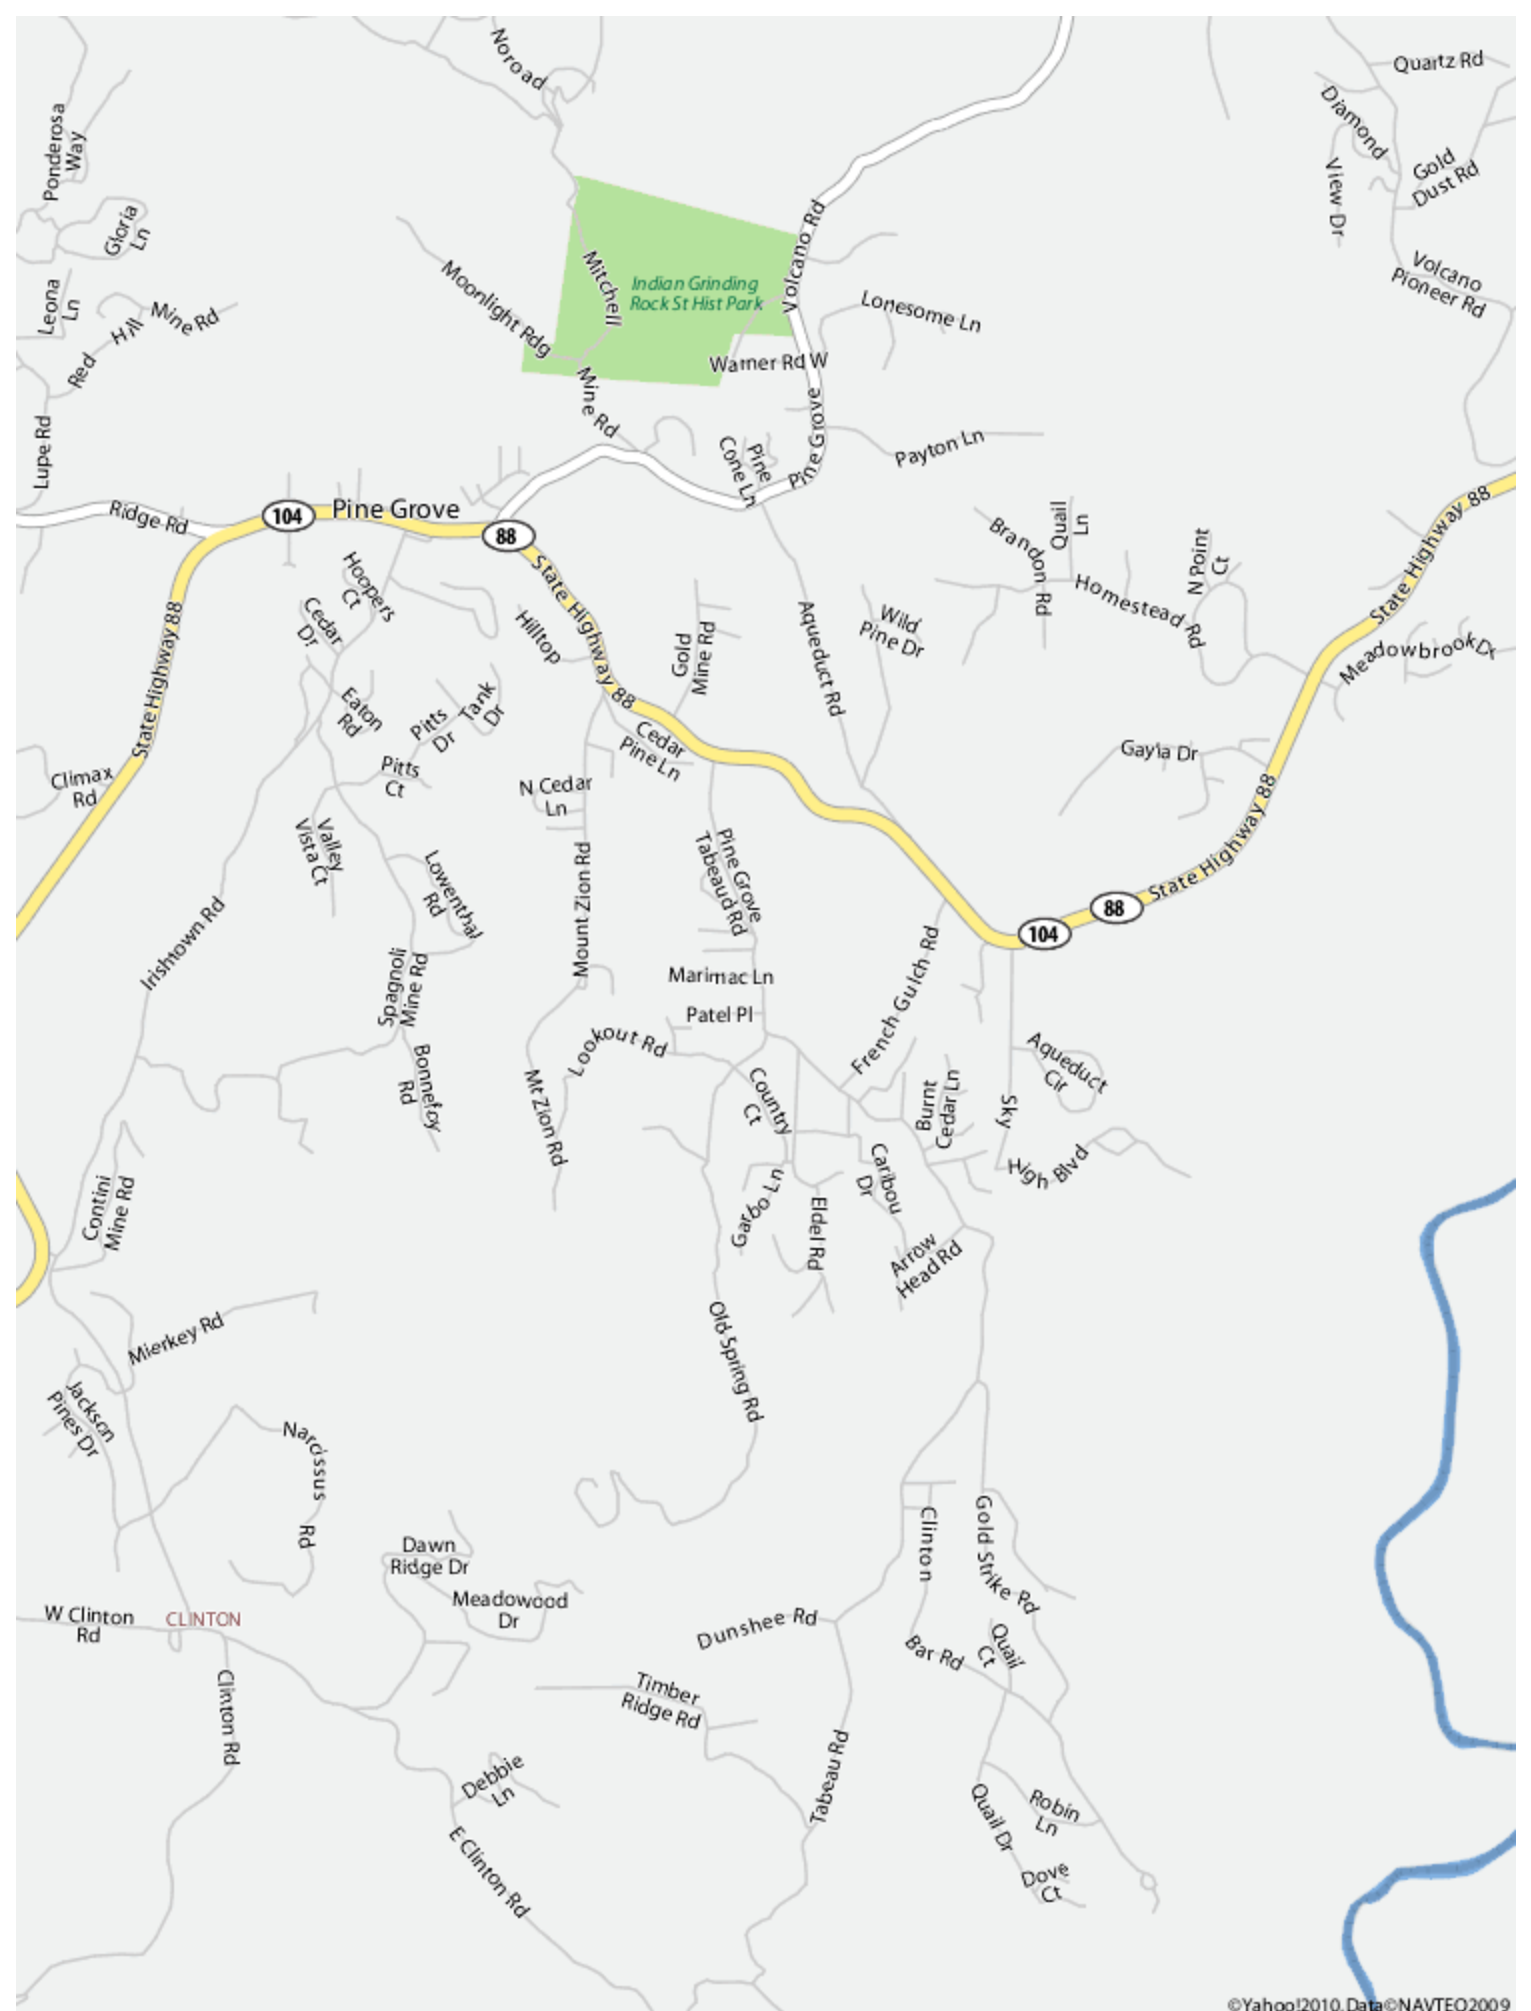 Noroad
Quartz Rd
Diamond
Ponderosa
Way
View Dr
Gold
Dust Rd
Gloria
Ln
Volcano Rd
Mitchell
Moonlight Rdg
Indian Grinding
Rock St Hist Park
Volcano
Pioneer Rd
Leona
Ln
Lonesome Ln
Red
Hill
Mine Rd
Warner Rd W
Mine Rd
Pine Grove
Lupe Rd
Pine
Cone Ln
Payton Ln
Ridge Rd
104
Pine Grove
88
State Highway 88
Quail
Ln
Brandon Rd
N Point
Ct
Homestead Rd
State Highway 88
Hoopers
Ct
Cedar
Dr
Hilltop
State Highway 88
Gold
Mine Rd
Aqueduct Rd
Wild
Pine Dr
Meadowbrook Dr
Eaton
Rd
Pitts
Dr
Tank
Dr
Cedar
Pine Ln
Gayla Dr
Climax
Rd
Pitts
Ct
N Cedar
Ln
State Highway 88
Valley
Vista Ct
Lowenthal
Rd
Mount Zion Rd
Pine Grove
Tabeaud Rd
88
104
Irishtown Rd
Spagnoli
Mine Rd
Marimac Ln
French Gulch Rd
Patel Pl
Lookout Rd
Bonnefoy
Rd
Mt Zion Rd
Country
Ct
Burnt
Cedar Ln
Sky
High Blvd
Aqueduct
Cir
Contini
Mine Rd
Garbo Ln
Eldel Rd
Caribou
Dr
Arrow
Head Rd
Mierkey Rd
Old Spring Rd
Jackson
Pines Dr
Narcissus
Rd
Dawn
Ridge Dr
Meadowood
Dr
Clinton
Bar Rd
Gold Strike Rd
W Clinton
Rd
CLINTON
Dunshee Rd
Quail
Ct
Clinton Rd
Timber
Ridge Rd
Tabeau Rd
Debbie
Ln
Quail Dr
Robin
Ln
E Clinton Rd
Dove
Ct
©Yahoo!2010,Data©NAVTEQ2009